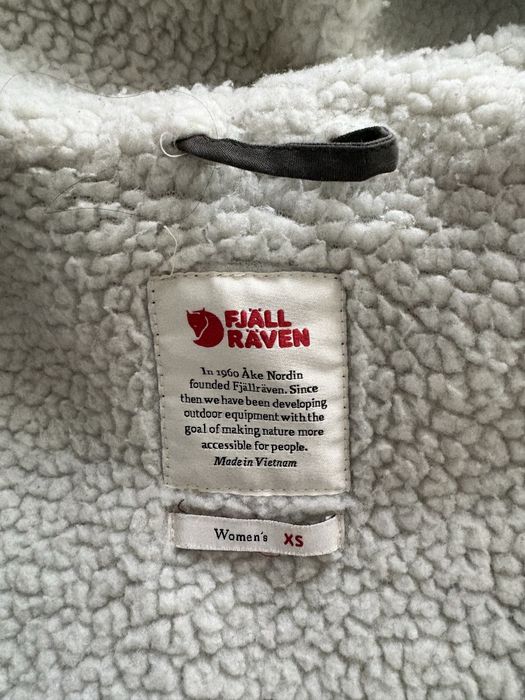 FJÄLL
RÄVEN
In 1960 Åke Nordin
founded Fjällräven. Since
then we have been developing
outdoor equipment with the
goal of making nature more
accessible for people.
Made in Vietnam
Women's XS